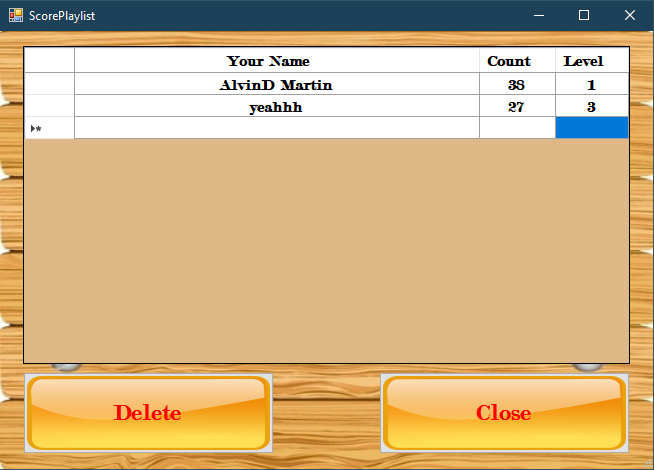 ScorePlaylist
Your Name Count Level
AlvinD Martin 38 1
yeahhh 27 3
Delete Close